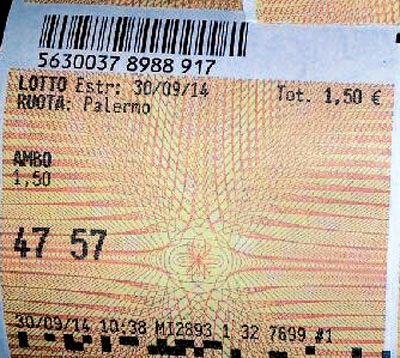 5630037 8988 917
LOTTO Estr: 30/09/14 Tot. 1,50 €
RUOTA: Palermo
AMBO
1,50
47 57
30/09/14 10:38 MI2893 1 32 7699 #1